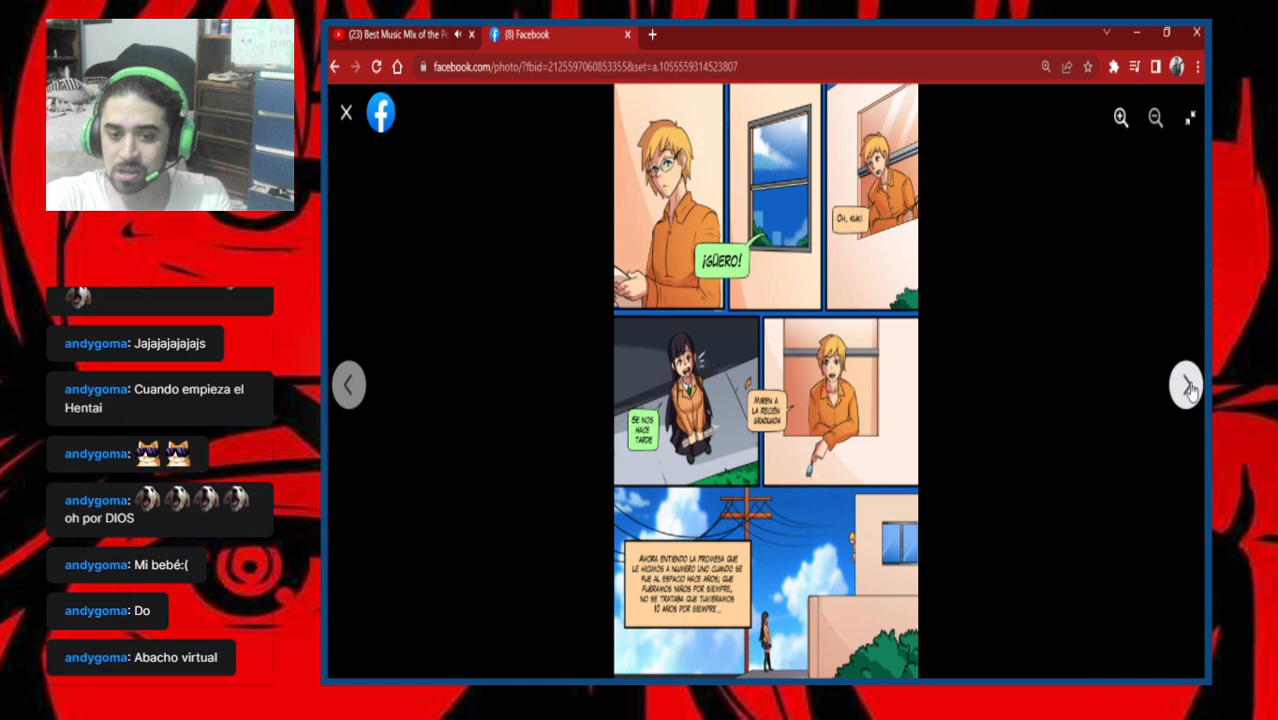 (23) Best Music Mix of the
(8) Facebook
facebook.com/photo/?fbid=2125597060853355&set=a.1055559314523807
andygoma: Jajajajajajs
andygoma: Cuando empieza el
Hentai
andygoma:
andygoma:
oh por DIOS
andygoma: Mi bebé:(
andygoma: Do
andygoma: Abacho virtual
¡GÜERO!
OH, KUKI
SE NOS
HACE
TARDE
MIREN A
LA RECIÉN
GRADUADA
AHORA ENTIENDO LA PROMESA QUE
LE HICIMOS A NUMERO UNO CUANDO SE
FUE AL ESPACIO HACE AÑOS; QUE
FUERAMOS NIÑOS POR SIEMPRE,
NO SE TRATABA QUE TUVIERAMOS
10 AÑOS POR SIEMPRE...